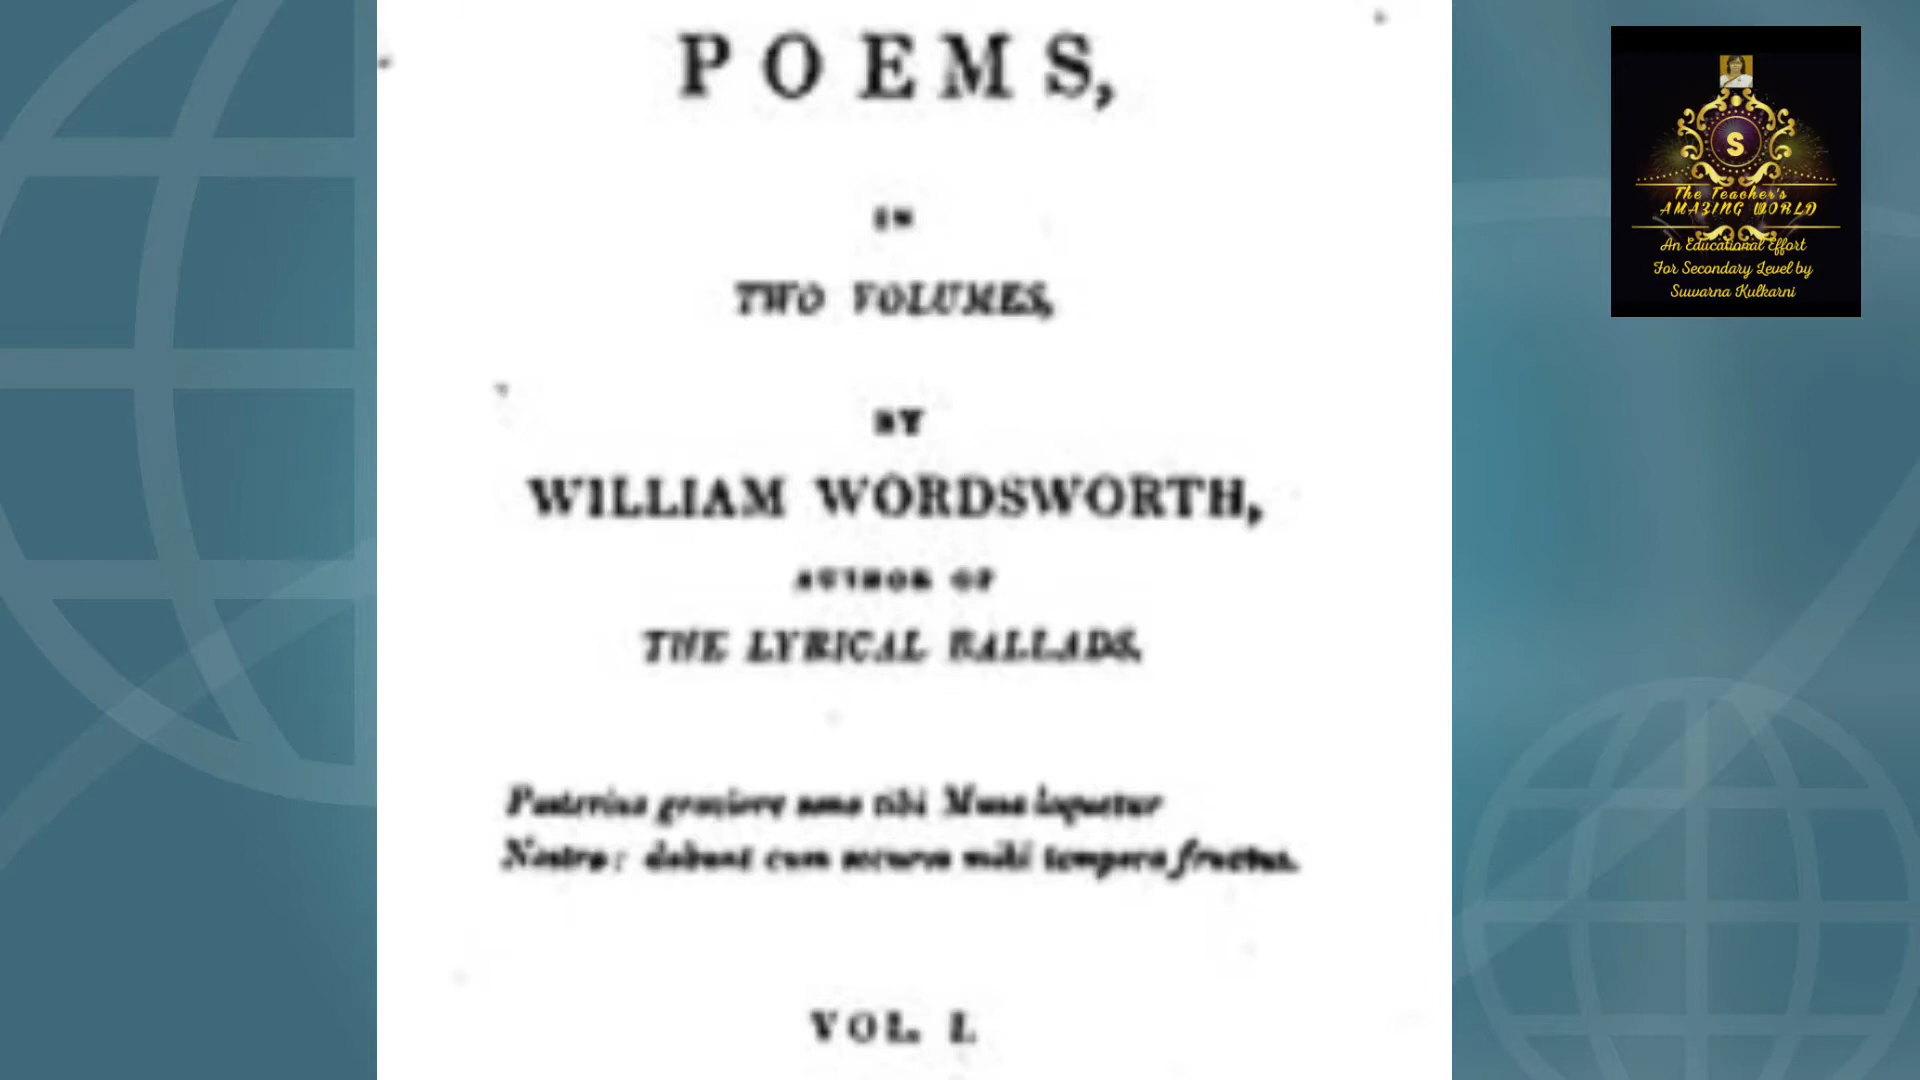 POEMS,
IN
TWO VOLUMES,
BY
WILLIAM WORDSWORTH,
AUTHOR OF
THE LYRICAL BALLADS.
Posterius graviore sono tibi Musa loquetur
Nostra: dabunt cum securos mihi tempora fructus.
VOL. I.
S
The Teacher's
AMAZING WORLD
An Educational Effort
For Secondary Level by
Suwarna Kulkarni